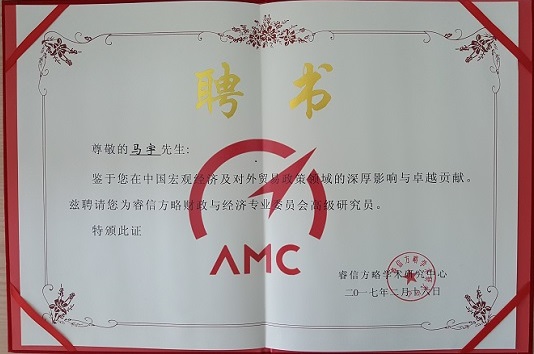 聘书
尊敬的马宇先生:
鉴于您在中国宏观经济及对外贸易政策领域的深厚影响与卓越贡献。
兹聘请您为睿信方略财政与经济专业委员会高级研究员。
特颁此证
AMC
睿信方略学术研究中心
二〇一七年二月十八日